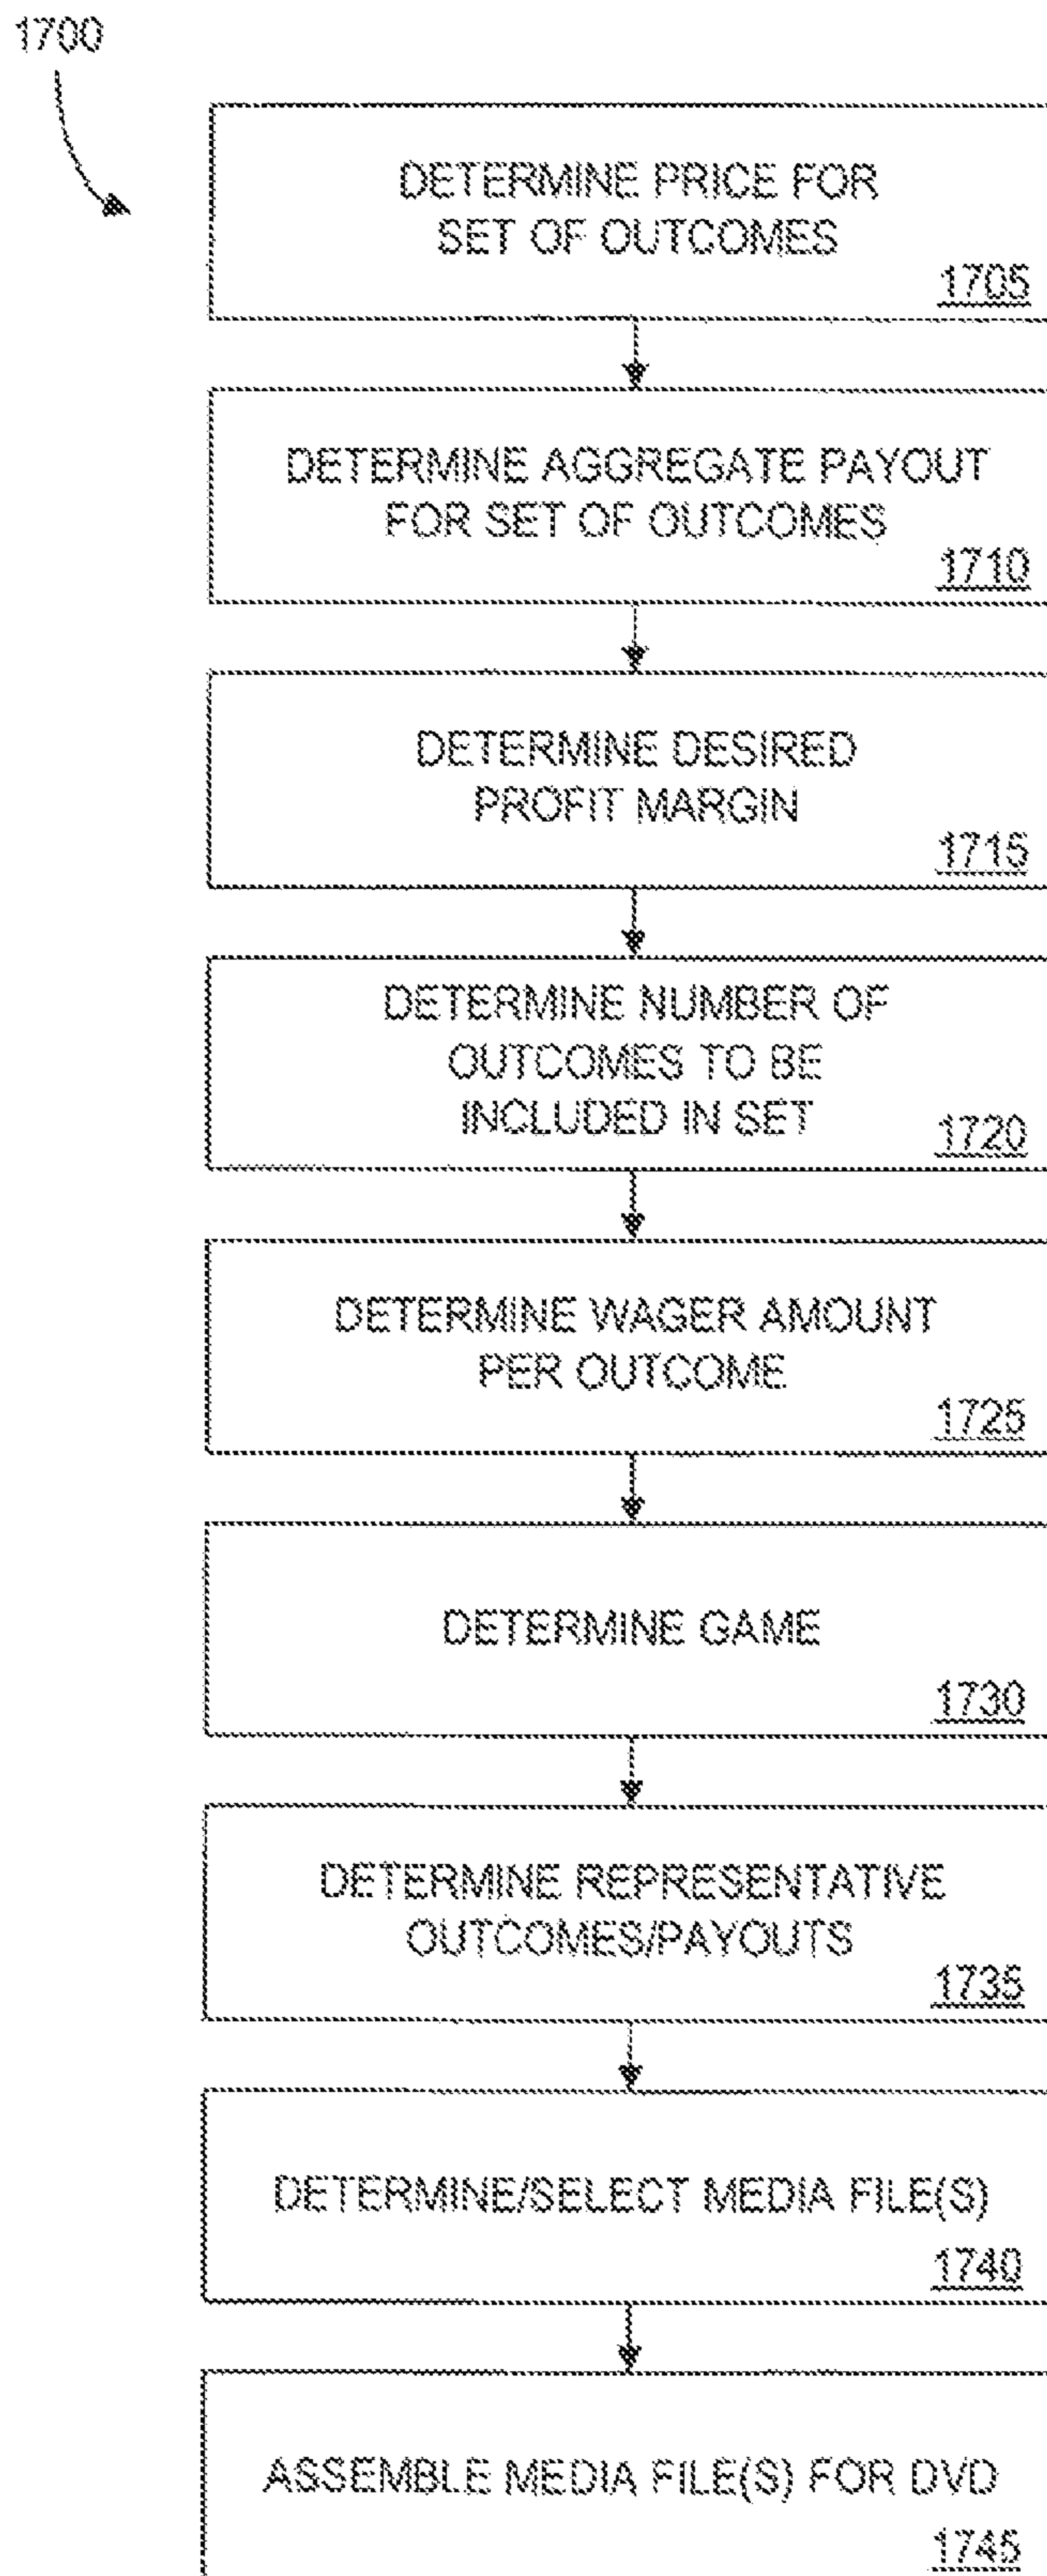 1700
DETERMINE PRICE FOR
SET OF OUTCOMES
1705
DETERMINE AGGREGATE PAYOUT
FOR SET OF OUTCOMES
1710
DETERMINE DESIRED
PROFIT MARGIN
1715
DETERMINE NUMBER OF
OUTCOMES TO BE
INCLUDED IN SET
1720
DETERMINE WAGER AMOUNT
PER OUTCOME
1725
DETERMINE GAME
1730
DETERMINE REPRESENTATIVE
OUTCOMES/PAYOUTS
1735
DETERMINE/SELECT MEDIA FILE(S)
1740
ASSEMBLE MEDIA FILE(S) FOR DVD
1745